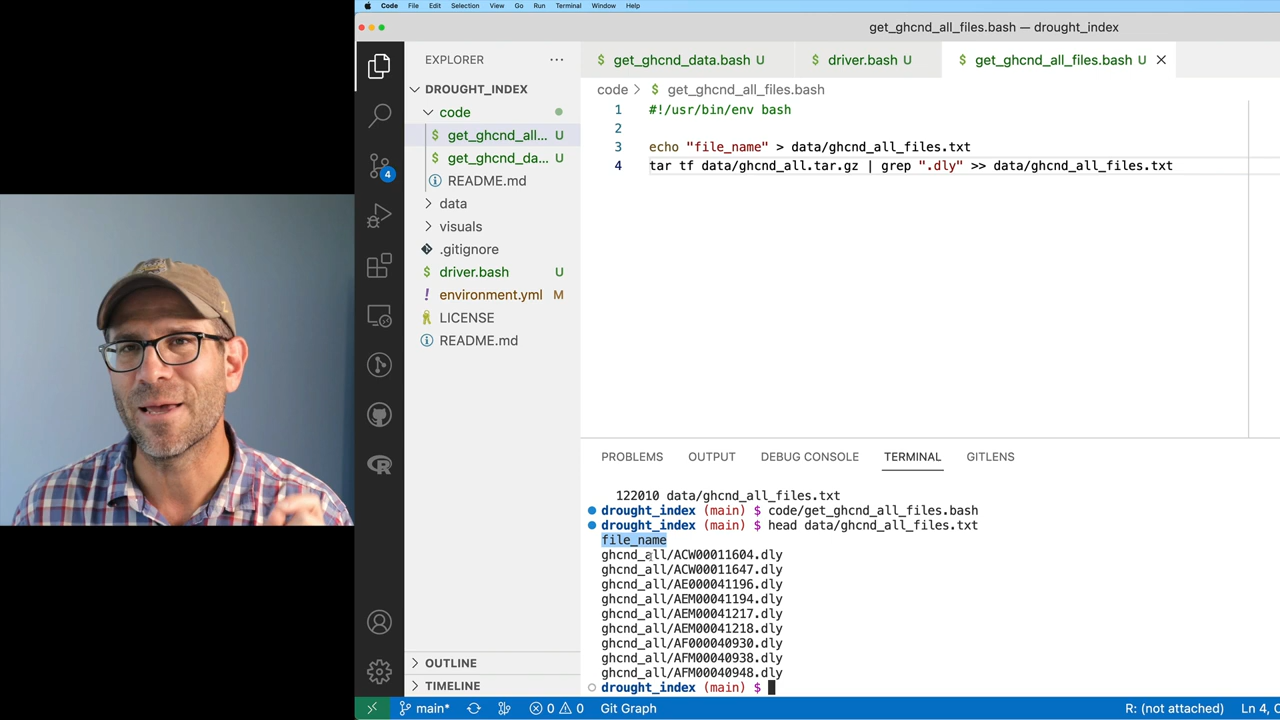 Code File Edit Selection View Go Run Terminal Window Help
get_ghcnd_all_files.bash — drought_index
EXPLORER ···
get_ghcnd_data.bash U
driver.bash U
get_ghcnd_all_files.bash U
DROUGHT_INDEX
code > $ get_ghcnd_all_files.bash
code
$ get_ghcnd_all... U
$ get_ghcnd_da... U
README.md
data
visuals
.gitignore
$ driver.bash U
! environment.yml M
LICENSE
README.md
4
1 #!/usr/bin/env bash
2
3 echo "file_name" > data/ghcnd_all_files.txt
4 tar tf data/ghcnd_all.tar.gz | grep ".dly" >> data/ghcnd_all_files.txt
PROBLEMS OUTPUT DEBUG CONSOLE TERMINAL GITLENS
122010 data/ghcnd_all_files.txt
drought_index (main) $ code/get_ghcnd_all_files.bash
drought_index (main) $ head data/ghcnd_all_files.txt
file_name
ghcnd_all/ACW00011604.dly
ghcnd_all/ACW00011647.dly
ghcnd_all/AE000041196.dly
ghcnd_all/AEM00041194.dly
ghcnd_all/AEM00041217.dly
ghcnd_all/AEM00041218.dly
ghcnd_all/AF000040930.dly
ghcnd_all/AFM00040938.dly
ghcnd_all/AFM00040948.dly
drought_index (main) $
OUTLINE
TIMELINE
main* 0 0 Git Graph R: (not attached) Ln 4, C